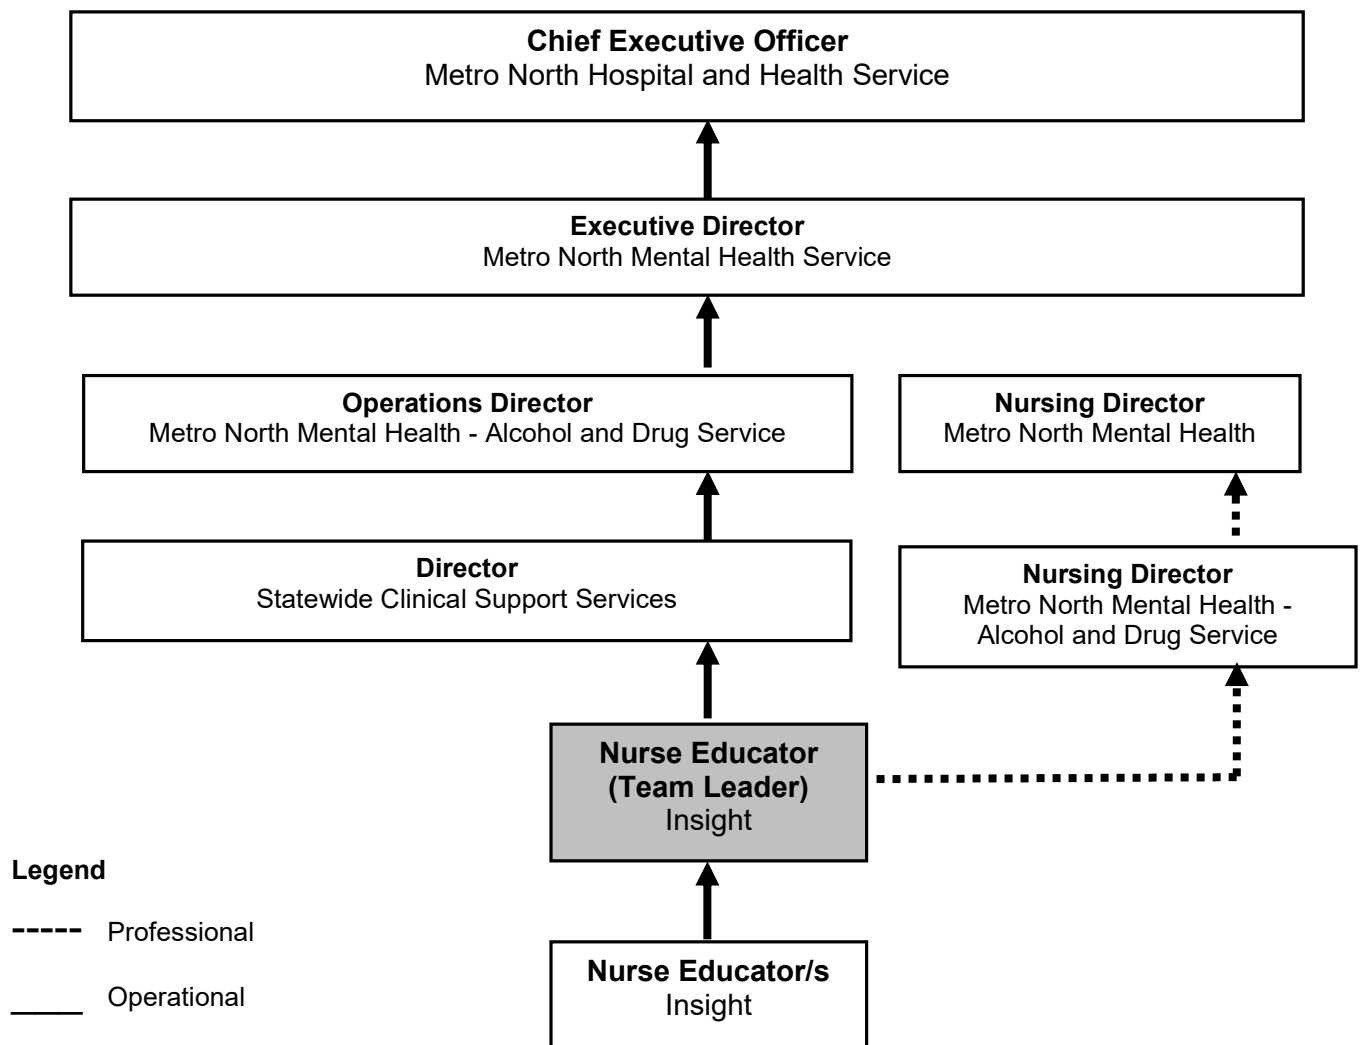 Chief Executive Officer
Metro North Hospital and Health Service
Executive Director
Metro North Mental Health Service
Operations Director
Metro North Mental Health - Alcohol and Drug Service
Nursing Director
Metro North Mental Health
Director
Statewide Clinical Support Services
Nursing Director
Metro North Mental Health -
Alcohol and Drug Service
Nurse Educator
(Team Leader)
Insight
Legend
Professional
Operational
Nurse Educator/s
Insight